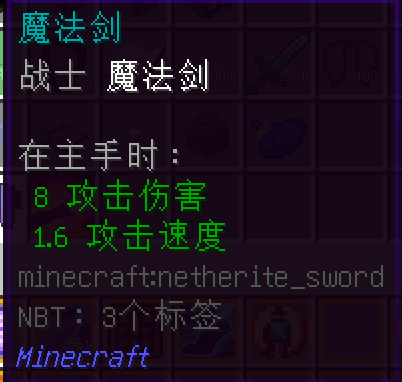 魔法剑
战士 魔法剑
在主手时：
8 攻击伤害
1.6 攻击速度
minecraft:netherite_sword
NBT：3个标签
Minecraft